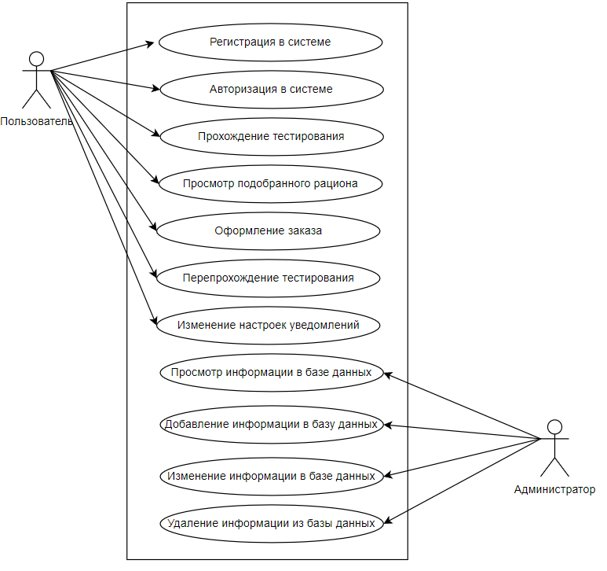 Регистрация в системе
Авторизация в системе
Пользователь
Прохождение тестирования
Просмотр подобранного рациона
Оформление заказа
Перепрохождение тестирования
Изменение настроек уведомлений
Просмотр информации в базе данных
Добавление информации в базу данных
Изменение информации в базе данных
Администратор
Удаление информации из базы данных